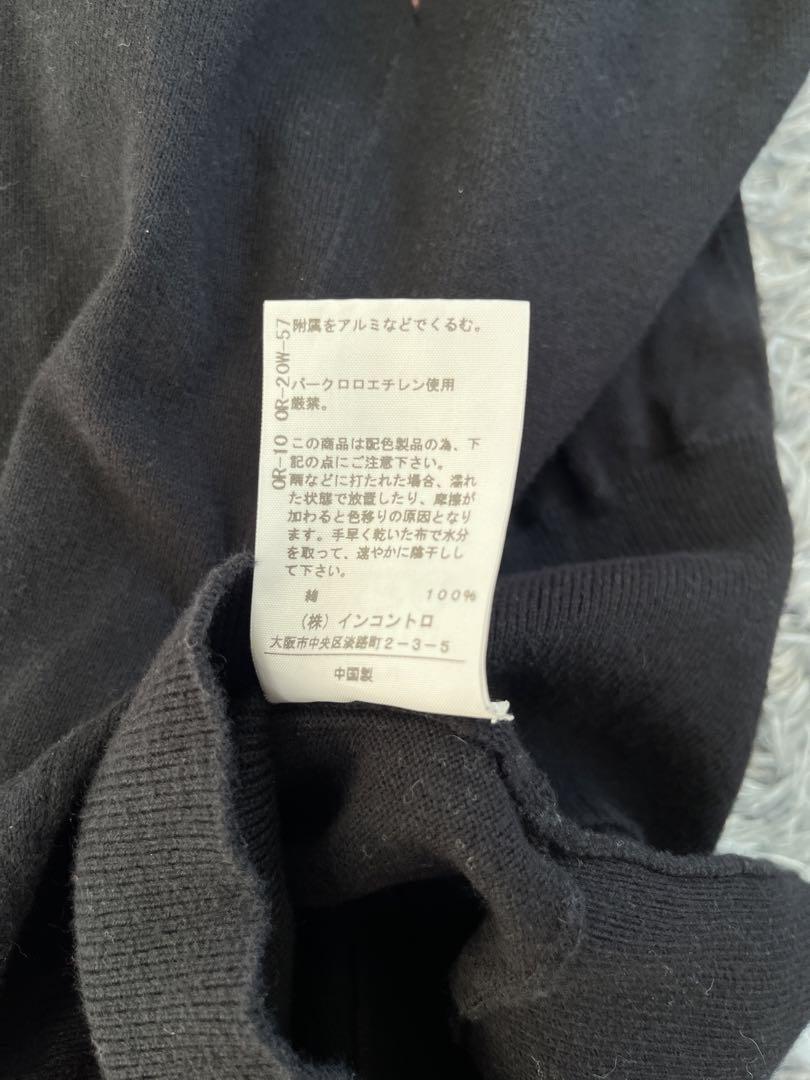 附属をアルミなどでくるむ。
パークロロエチレン使用
厳禁。
OR-10 OR-20W-57
この商品は配色製品の為、下
記の点にご注意下さい。
雨などに打たれた場合、濡れ
た状態で放置したり、摩擦が
加わると色移りの原因となり
ます。手早く乾いた布で水分
を取って、速やかに陰干しし
て下さい。
綿 100%
(株) インコントロ
大阪市中央区淡路町2-3-5
中国製